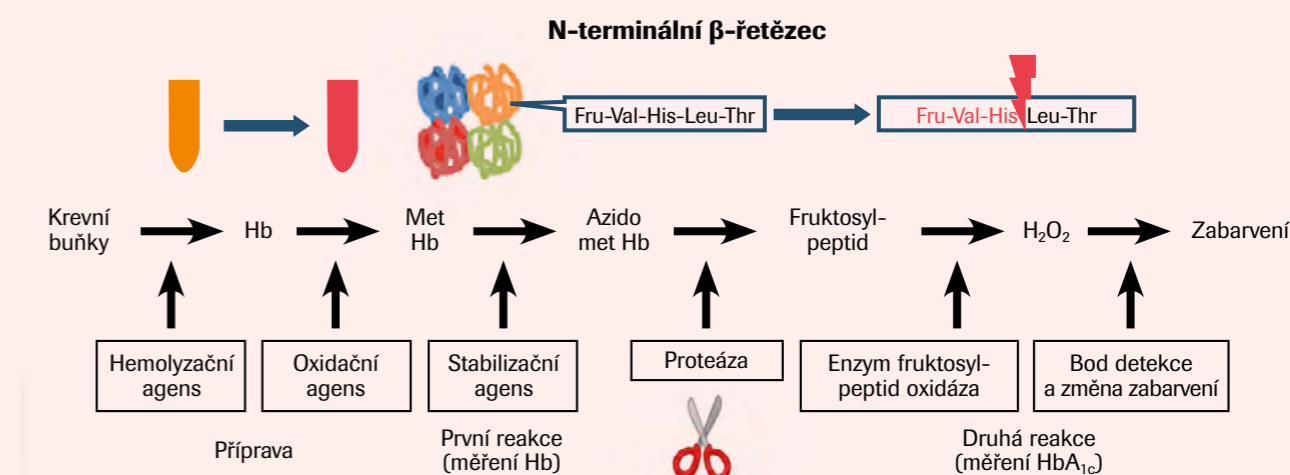 N-terminální β-řetězec
Fru-Val-His-Leu-Thr
Fru-Val-His Leu-Thr
Krevní
buňky
Hb
Met
Hb
Azido
met Hb
Fruktosyl-
peptid
H₂O₂
Zabarvení
Hemolyzační
agens
Oxidační
agens
Stabilizační
agens
Proteáza
Enzym fruktosyl-
peptid oxidáza
Bod detekce
a změna zabarvení
Příprava
První reakce
(měření Hb)
Druhá reakce
(měření HbA₁c)